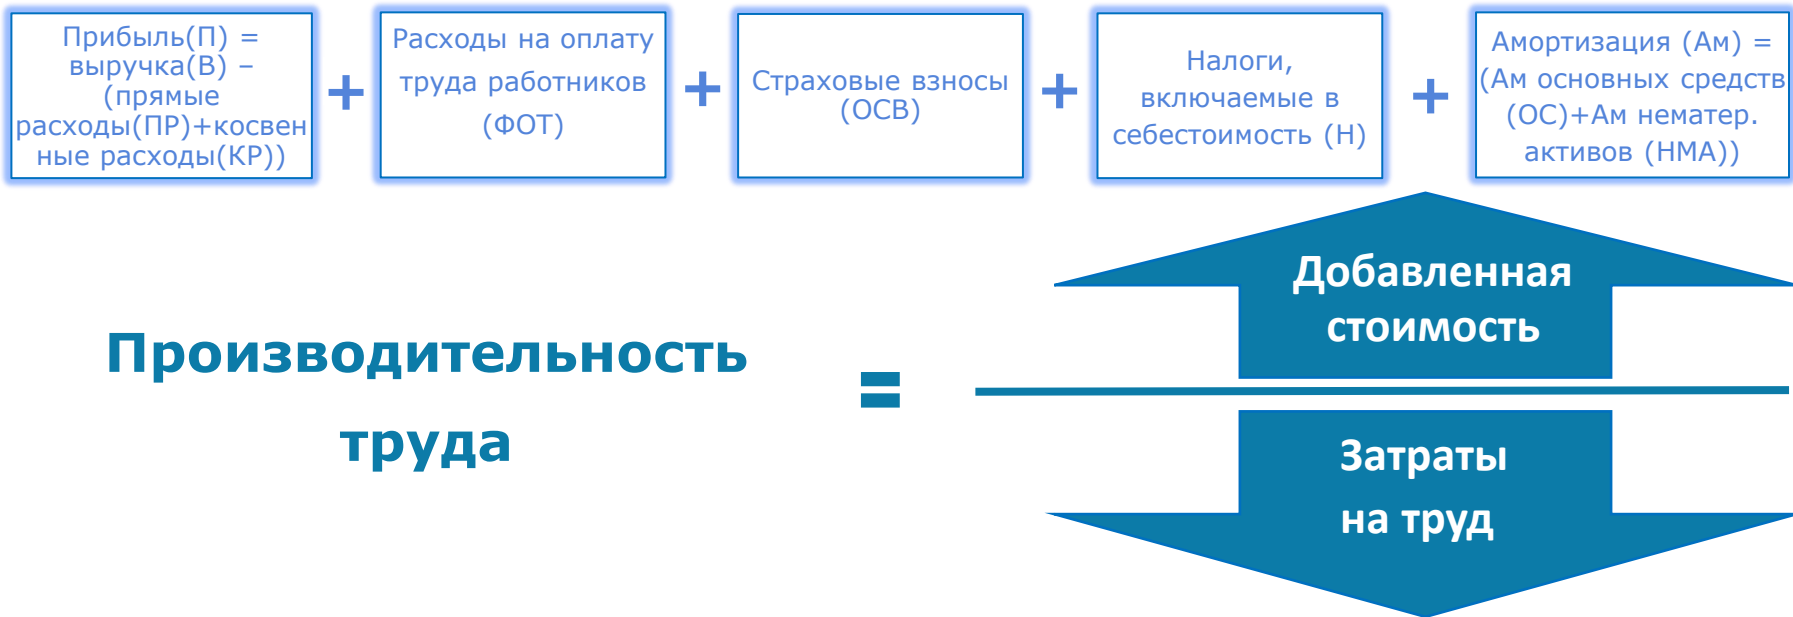 Прибыль(П) =
выручка(В) –
(прямые
расходы(ПР)+косвен
ные расходы(КР))
+
Расходы на оплату
труда работников
(ФОТ)
+
Страховые взносы
(ОСВ)
+
Налоги,
включаемые в
себестоимость (Н)
+
Амортизация (Ам) =
(Ам основных средств
(ОС)+Ам нематер.
активов (НМА))
Производительность
труда
=
Добавленная
стоимость
Затраты
на труд